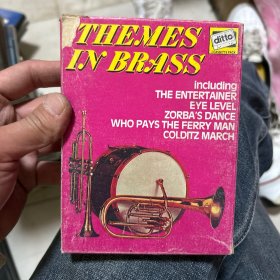 THEMES
IN BRASS
ditto
including
THE ENTERTAINER
EYE LEVEL
ZORBA'S DANCE
WHO PAYS THE FERRY MAN
COLDITZ MARCH